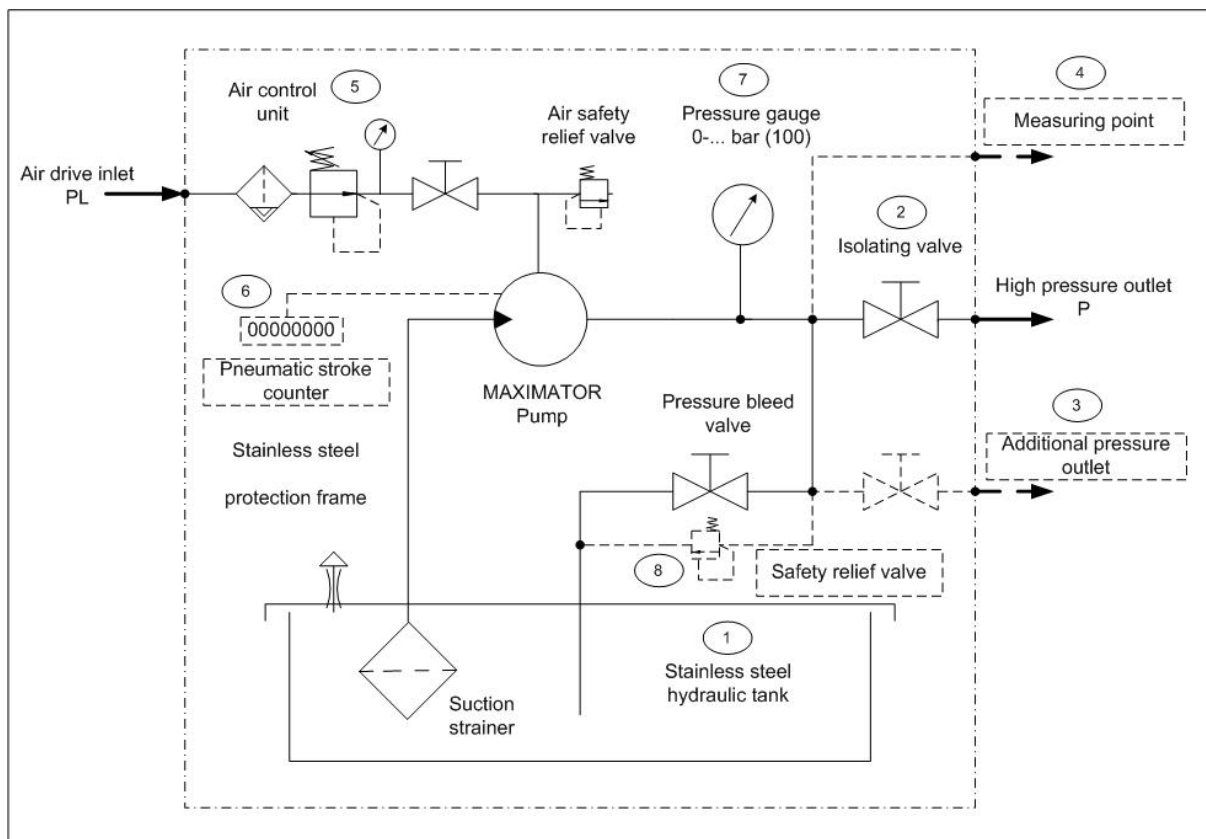 5
Air control
unit
7
Pressure gauge
0-... bar (100)
Air safety
relief valve
4
Measuring point
Air drive inlet
PL
2
Isolating valve
6
00000000
Pneumatic stroke
counter
High pressure outlet
P
MAXIMATOR
Pump
Pressure bleed
valve
3
Additional pressure
outlet
Stainless steel
protection frame
8
Safety relief valve
1
Stainless steel
hydraulic tank
Suction
strainer